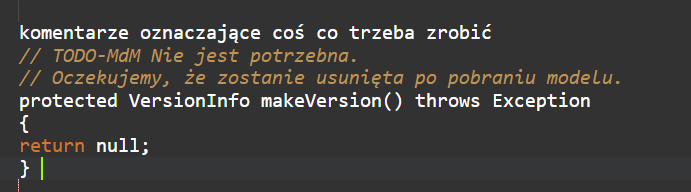 komentarze oznaczające coś co trzeba zrobić
// TODO-MdM Nie jest potrzebna.
// Oczekujemy, że zostanie usunięta po pobraniu modelu.
protected VersionInfo makeVersion() throws Exception
{
return null;
}